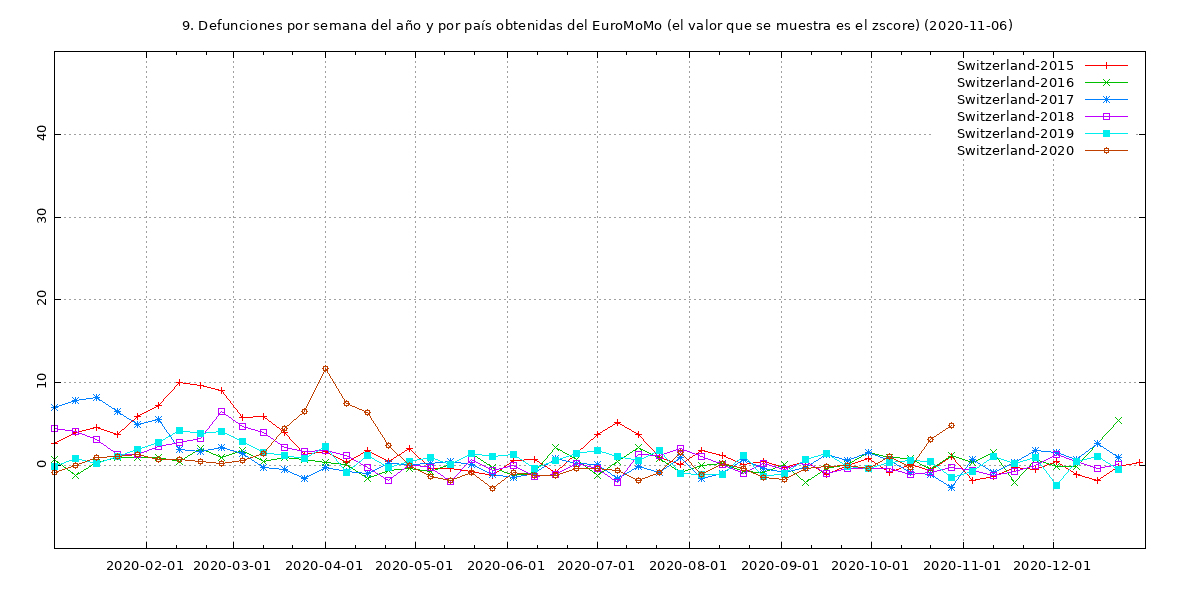 9. Defunciones por semana del año y por país obtenidas del EuroMoMo (el valor que se muestra es el zscore) (2020-11-06)
Switzerland-2015
Switzerland-2016
Switzerland-2017
Switzerland-2018
Switzerland-2019
Switzerland-2020
40
30
20
10
0
2020-02-01 2020-03-01 2020-04-01 2020-05-01 2020-06-01 2020-07-01 2020-08-01 2020-09-01 2020-10-01 2020-11-01 2020-12-01